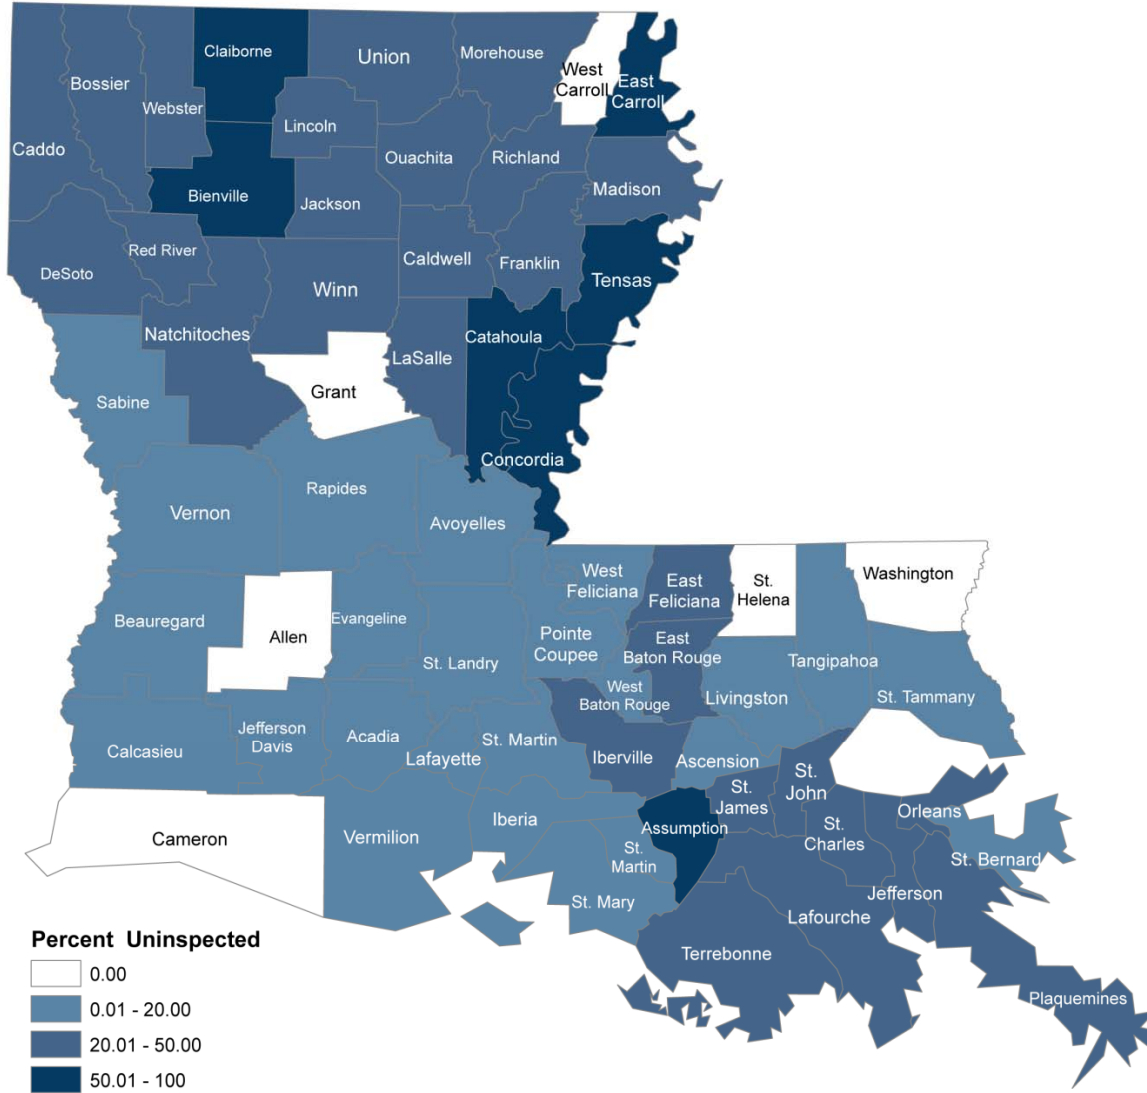 Claiborne
Union
Morehouse
West
Carroll
East
Carroll
Bossier
Webster
Lincoln
Caddo
Ouachita
Richland
Madison
Bienville
Jackson
Red River
DeSoto
Caldwell
Franklin
Tensas
Winn
Natchitoches
Catahoula
LaSalle
Grant
Sabine
Concordia
Rapides
Vernon
Avoyelles
West
Feliciana
East
Feliciana
St.
Helena
Washington
Beauregard
Allen
Evangeline
Pointe
Coupee
East
Baton Rouge
St. Landry
Tangipahoa
West
Baton Rouge
Livingston
St. Tammany
Jefferson
Davis
Acadia
St. Martin
Calcasieu
Lafayette
Iberville
Ascension
St.
John
St.
James
Orleans
Cameron
Vermilion
Iberia
Assumption
St.
Charles
St.
Martin
St. Bernard
St. Mary
Jefferson
Lafourche
Terrebonne
Plaquemines
Percent Uninspected
0.00
0.01 - 20.00
20.01 - 50.00
50.01 - 100